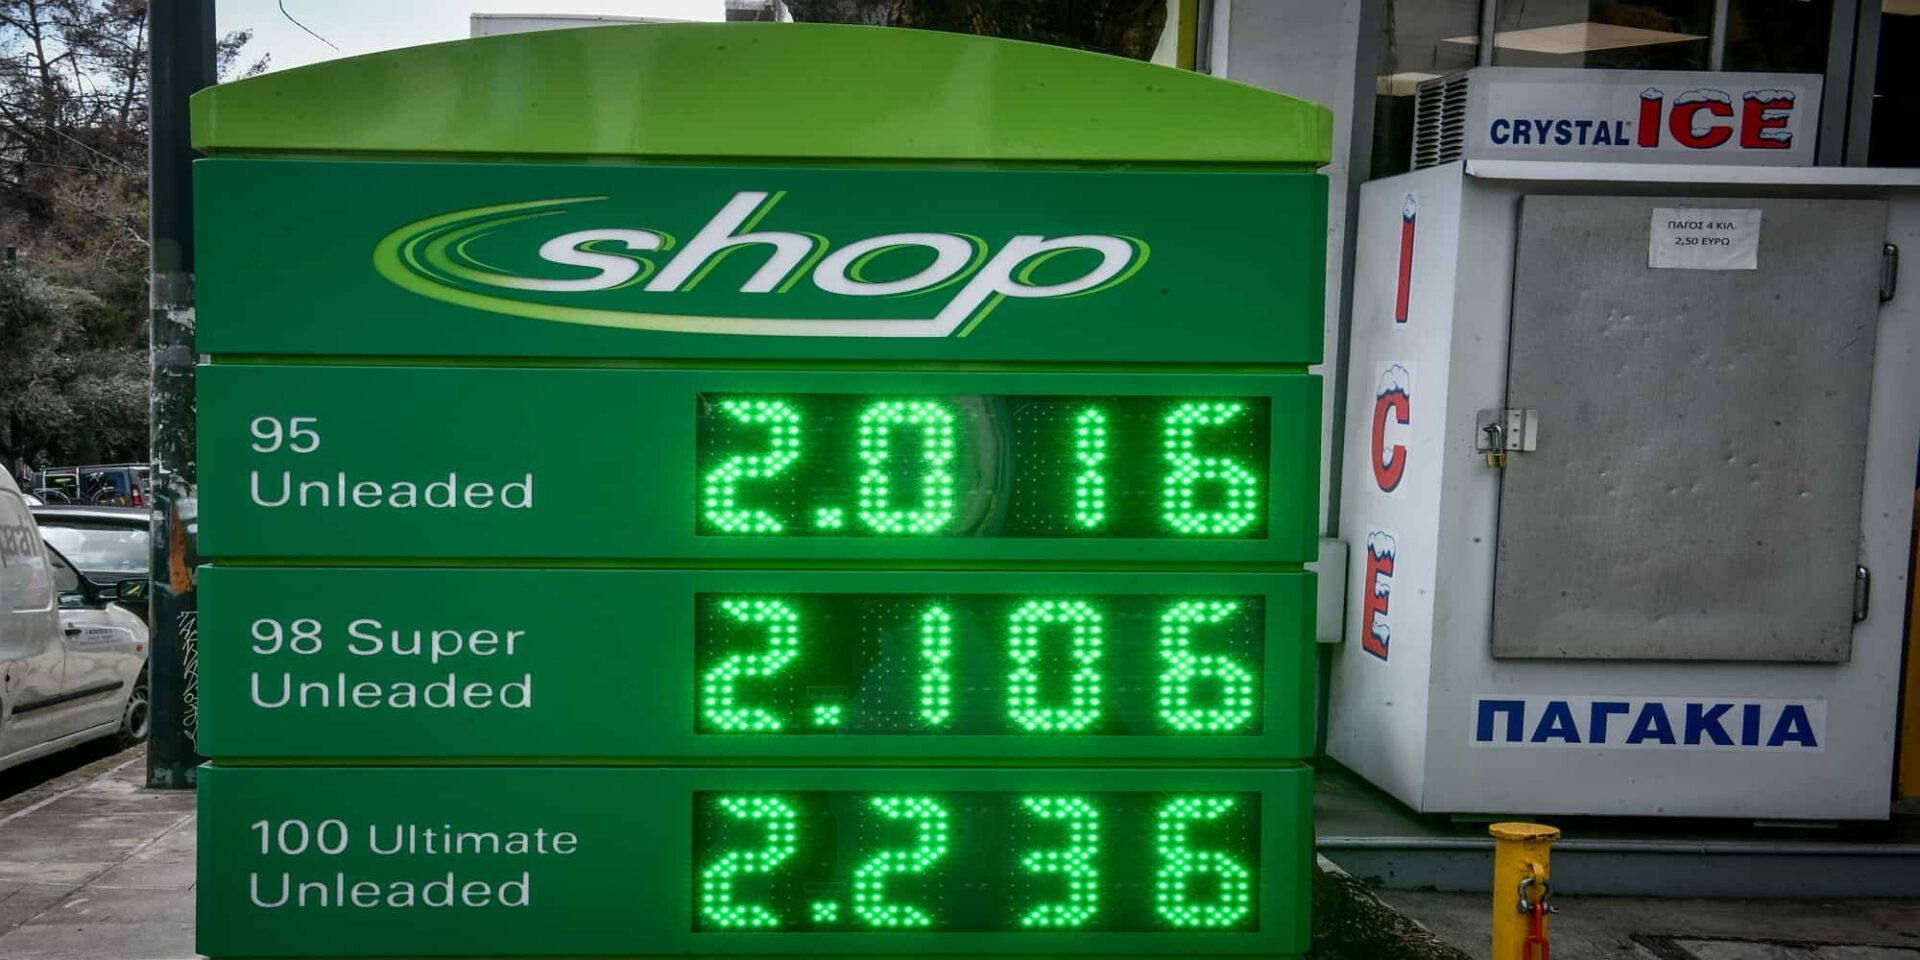 shop
95
Unleaded
2.016
98 Super
Unleaded
2.106
100 Ultimate
Unleaded
2.236
CRYSTAL ICE
ICE
ΠΑΓΟΣ 4 ΚΙΛ.
2,50 ΕΥΡΩ
ΠΑΓΑΚΙΑ